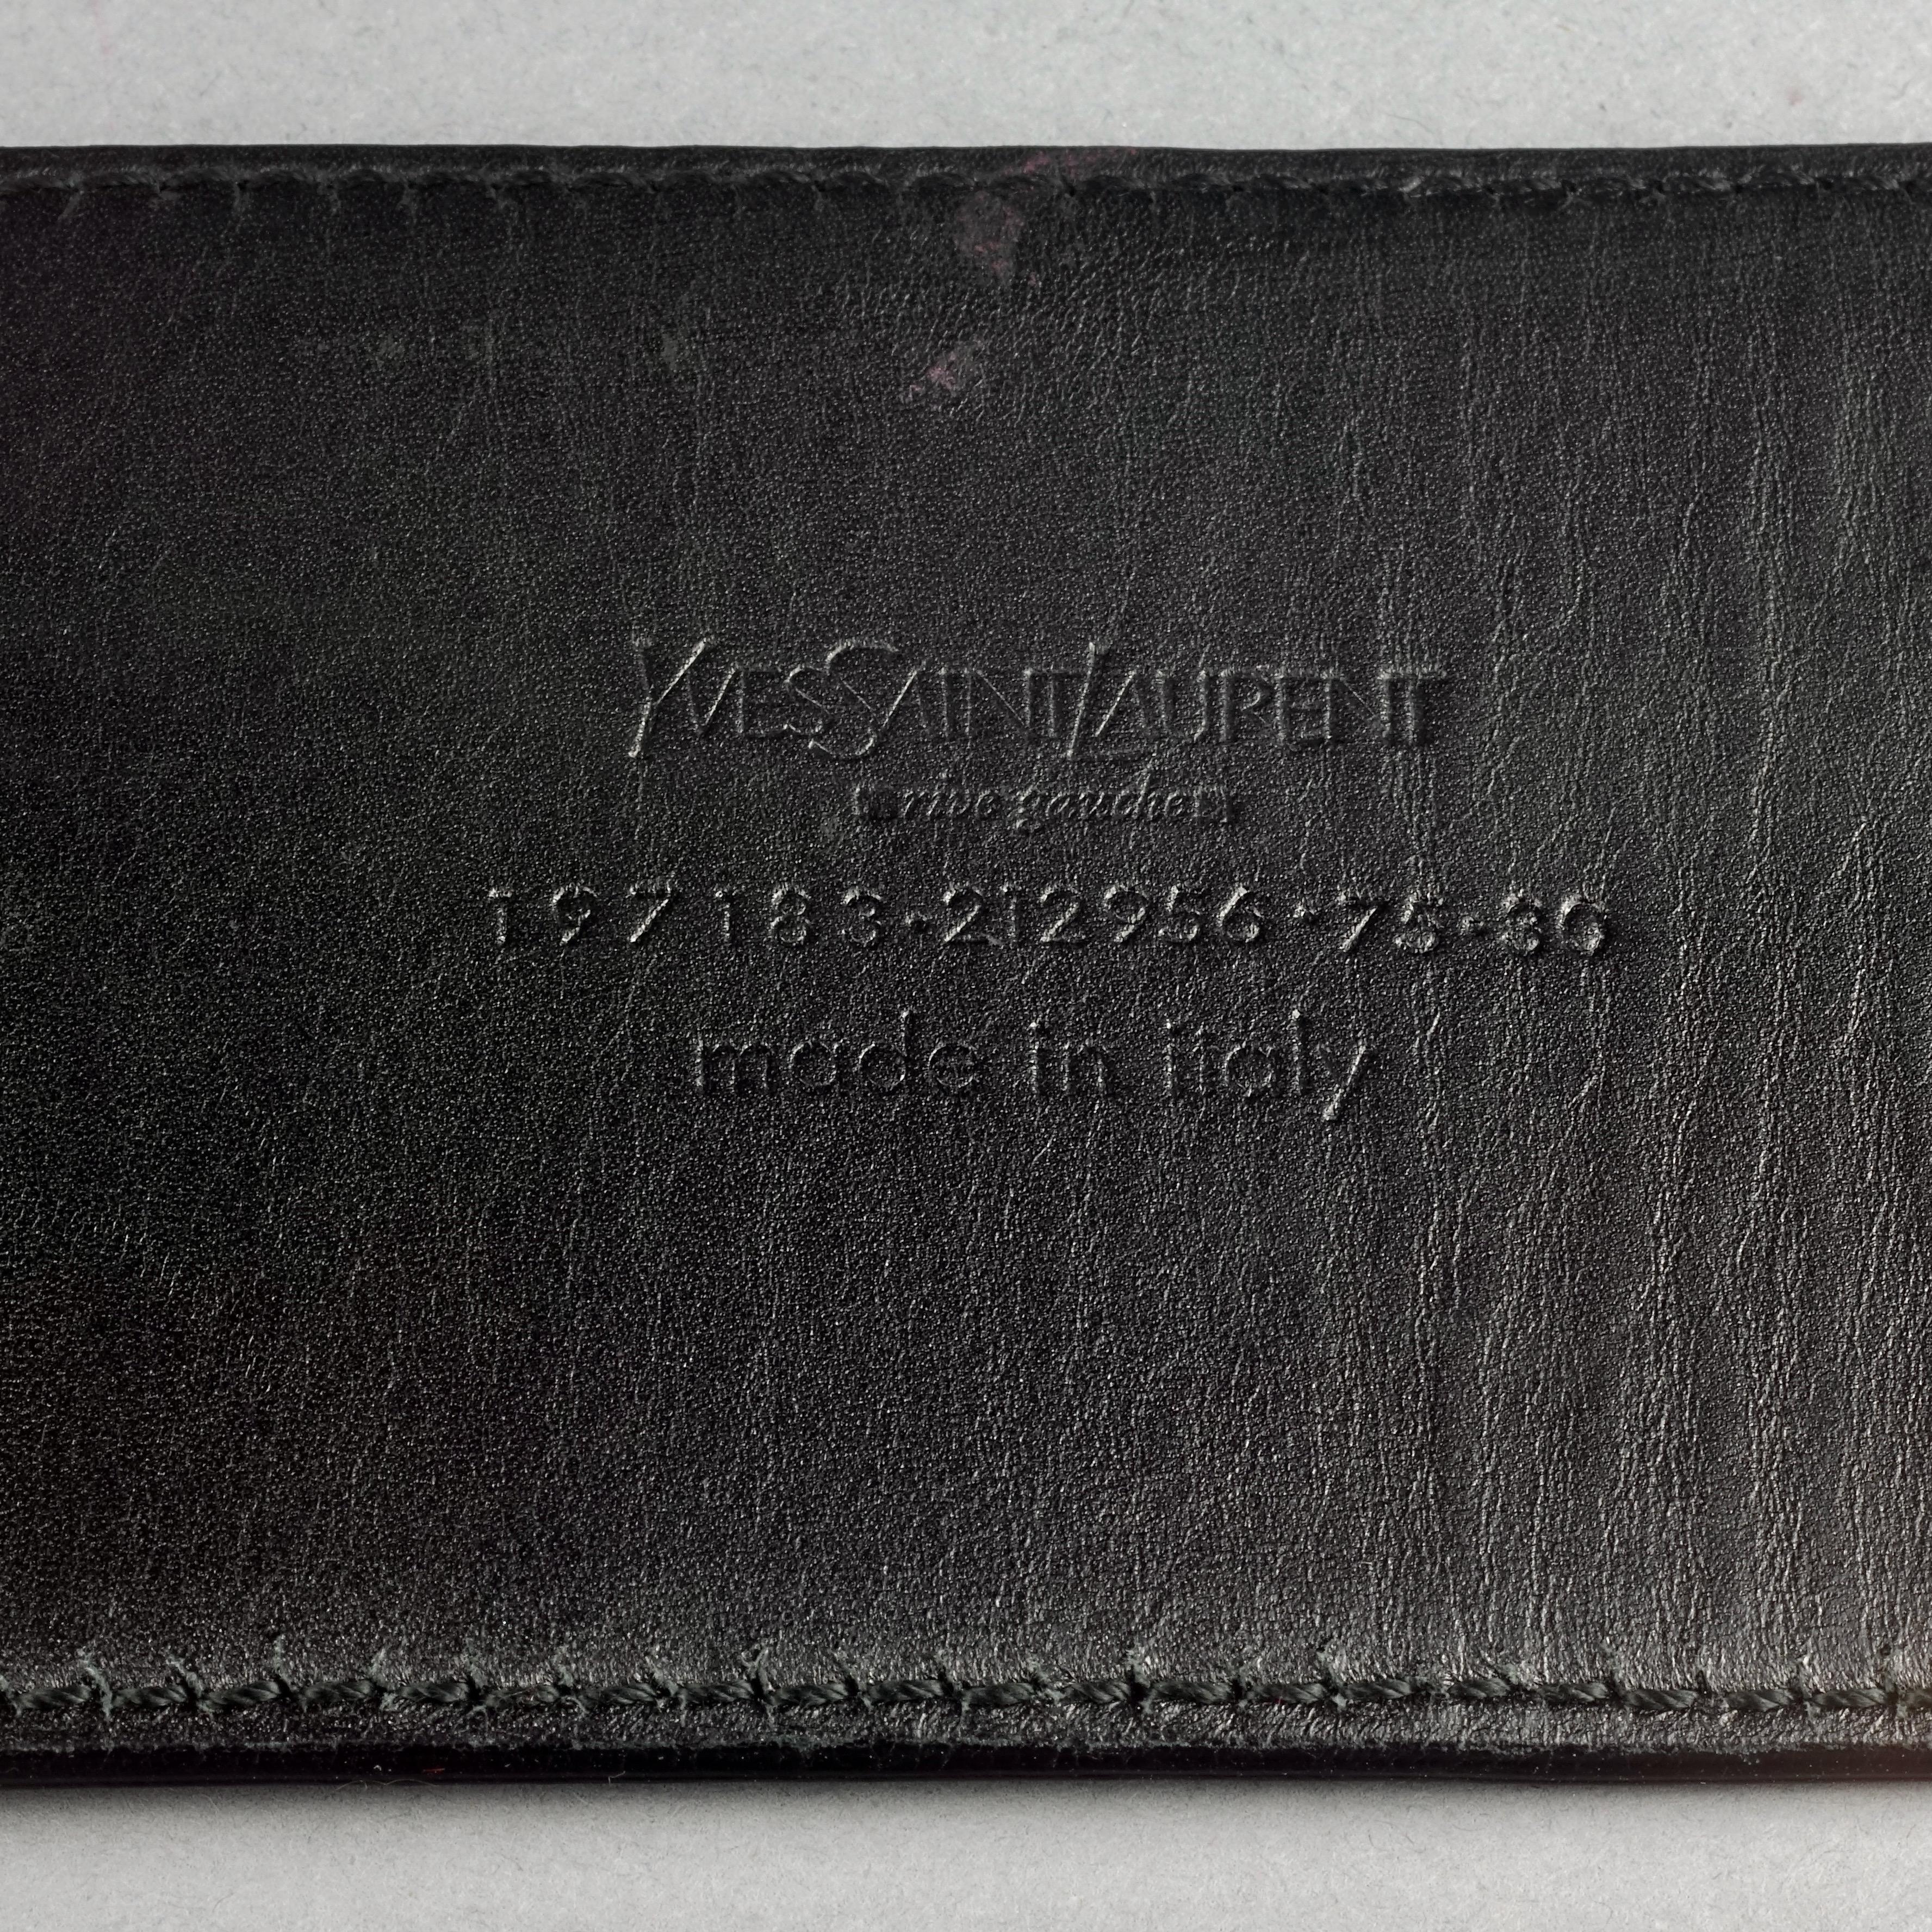 YVESSAINTLAURENT
rive gauche
197183·212956·75·30
made in italy